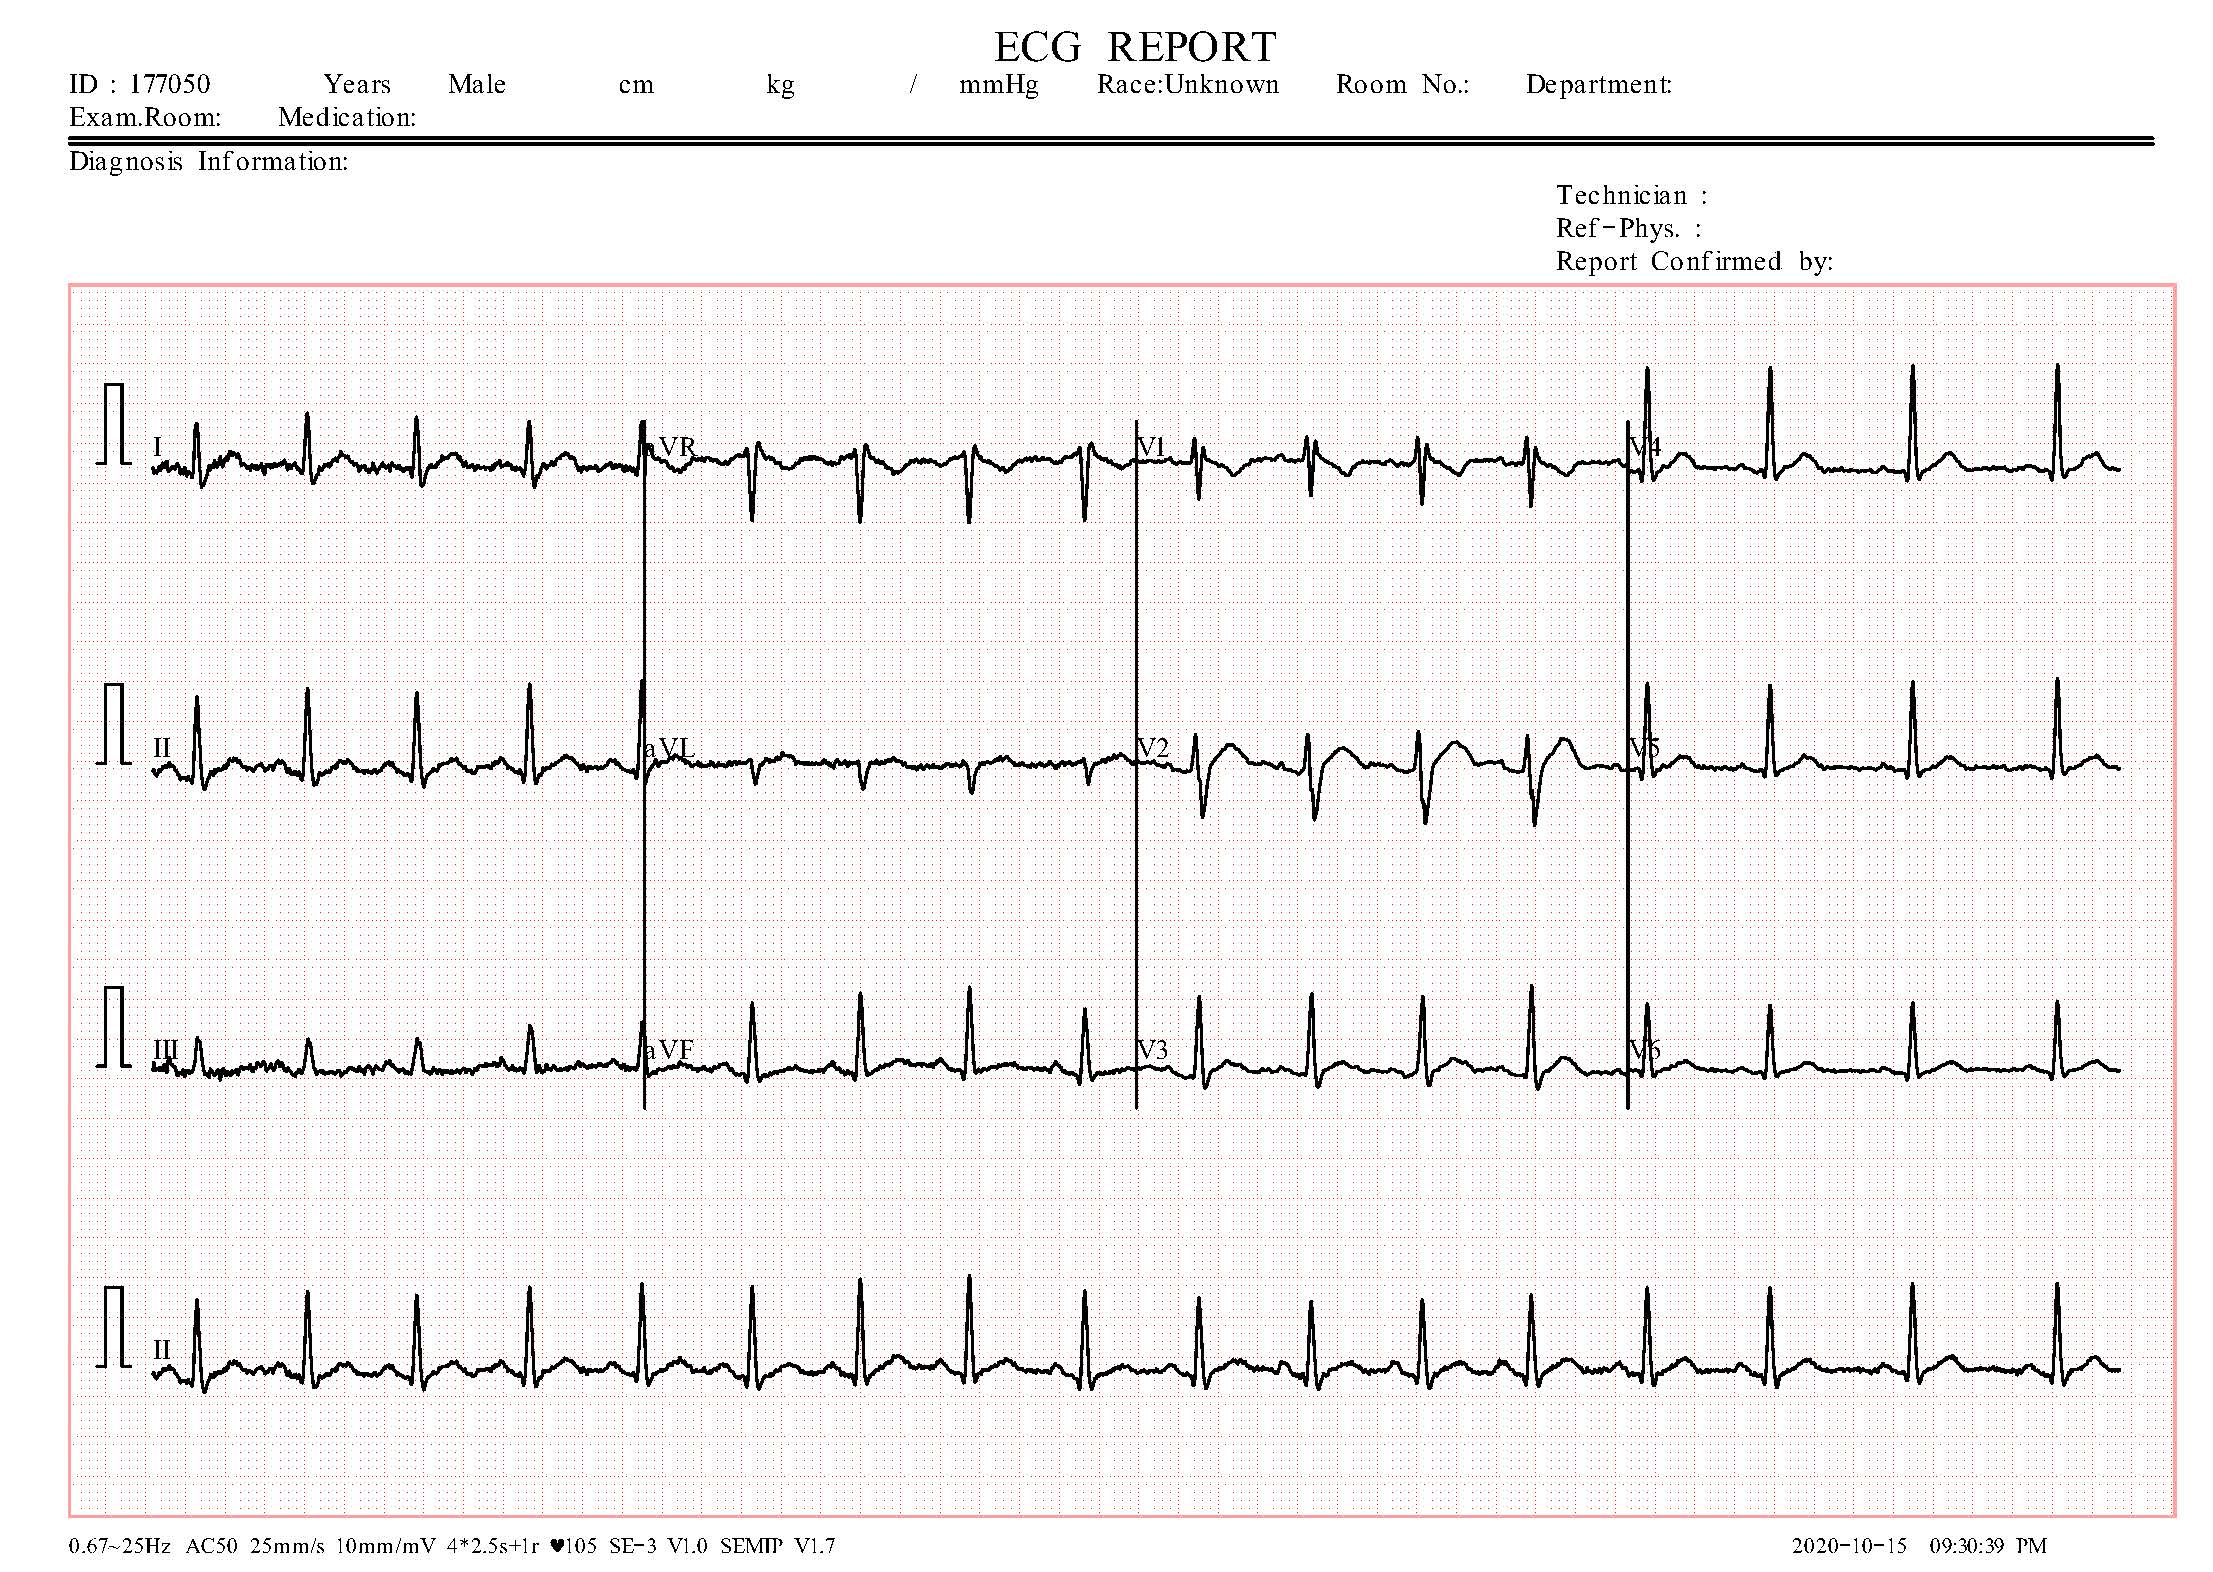 ECG REPORT
ID : 177050 Years Male cm kg / mmHg Race:Unknown Room No.: Department:
Exam.Room: Medication:
Diagnosis Information:
Technician :
Ref-Phys. :
Report Confirmed by:
I aVR V1 V4
II aVL V2 V5
III aVF V3 V6
II
0.67~25Hz AC50 25mm/s 10mm/mV 4*2.5s+1r ♥105 SE-3 V1.0 SEMIP V1.7 2020-10-15 09:30:39 PM